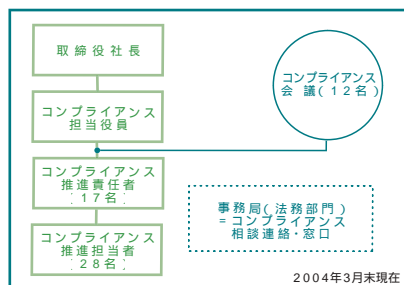 取締役社長
コンプライアンス
担当役員
コンプライアンス
会議(12名)
コンプライアンス
推進責任者
[17名]
コンプライアンス
推進担当者
[28名]
事務局(法務部門)
=コンプライアンス
相談連絡・窓口
2004年3月末現在